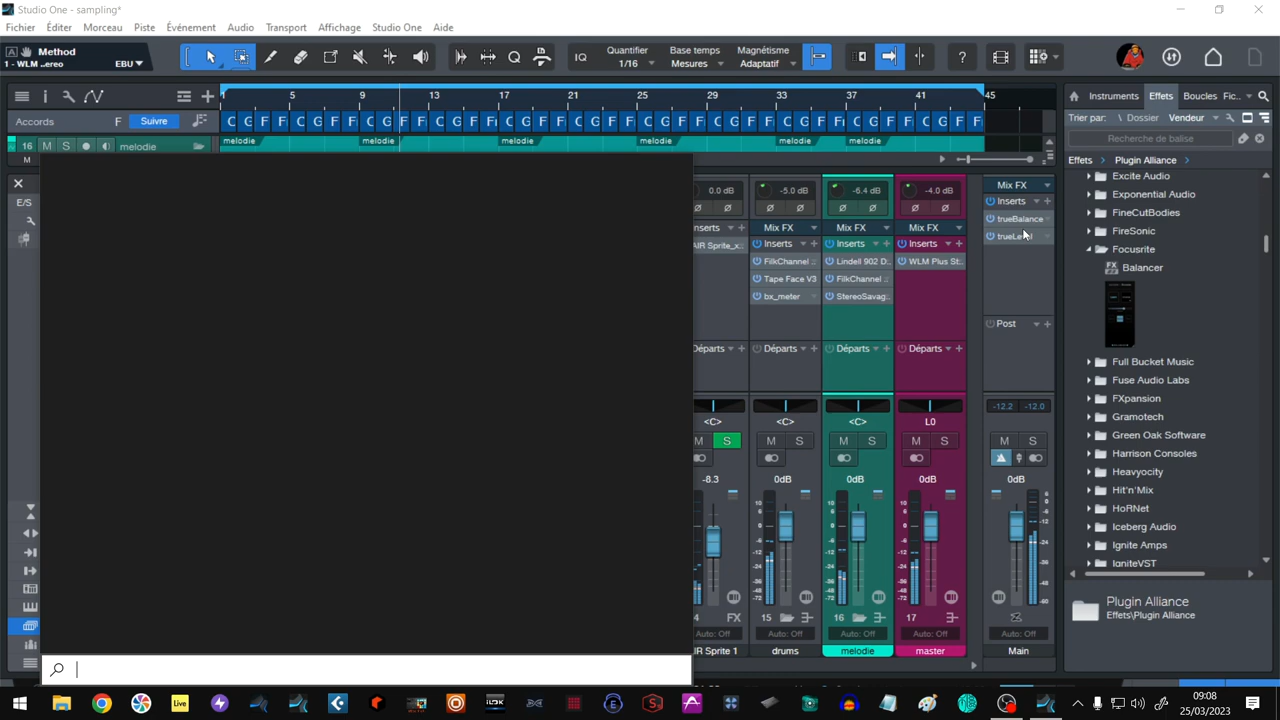 Studio One - sampling*
Fichier Éditer Morceau Piste Événement Audio Transport Affichage Studio One Aide
Method
1 - WLM ..ereo EBU
IQ
Quantifier
1/16
Base temps
Mesures
Magnétisme
Adaptatif
1 5 9 13 17 21 25 29 33 37 41 45
Accords F Suivre
C G F F C G F F
16 M S melodie
melodie melodie melodie melodie melodie melodie
M
E/S
0.0 dB -5.0 dB -6.4 dB -4.0 dB
Mix FX Mix FX Mix FX Mix FX
Inserts Inserts Inserts Inserts
FilkChannel Lindell 902 D.. WLM Plus St..
Tape Face V3 FilkChannel
bx_meter StereoSavag..
trueBalance
Post
Départs Départs Départs Départs
-12.2 -12.0
<C> <C> <C> L0
M S M S M S M S M S
-8.3 0dB 0dB 0dB 0dB
4 FX 15 16 17
Auto: Off Auto: Off Auto: Off Auto: Off Auto: Off
drums melodie master Main
Instruments Effets Boucles Fic..
Trier par: Dossier Vendeur
Recherche de balise
Effets Plugin Alliance
Excite Audio
Exponential Audio
FineCutBodies
FireSonic
Focusrite
FX Balancer
Full Bucket Music
Fuse Audio Labs
FXpansion
Gramotech
Green Oak Software
Harrison Consoles
Heavyocity
Hit'n'Mix
HoRNet
Iceberg Audio
Ignite Amps
IgniteVST
Plugin Alliance
Effets\Plugin Alliance
Live
09:08
25/03/2023